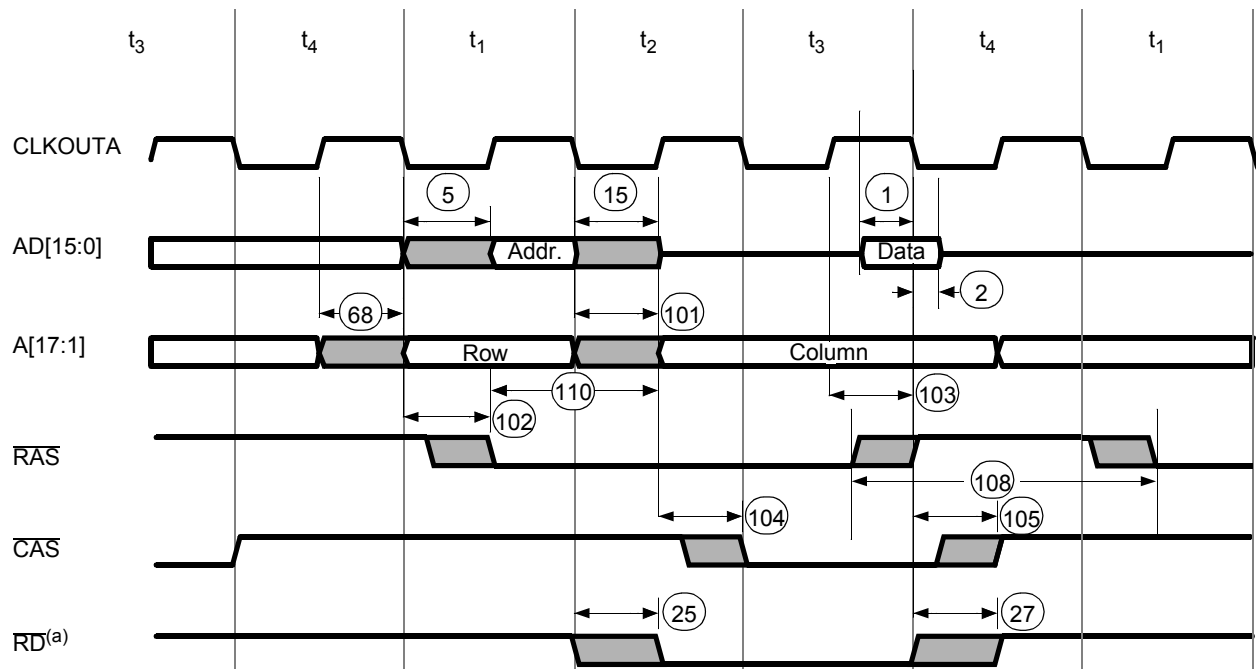 t3 t4 t1 t2 t3 t4 t1
CLKOUTA
5 15 1
AD[15:0] Addr. Data
2
68 101
A[17:1] Row Column
110 103
102
RAS
108
104 105
CAS
25 27
RD(a)